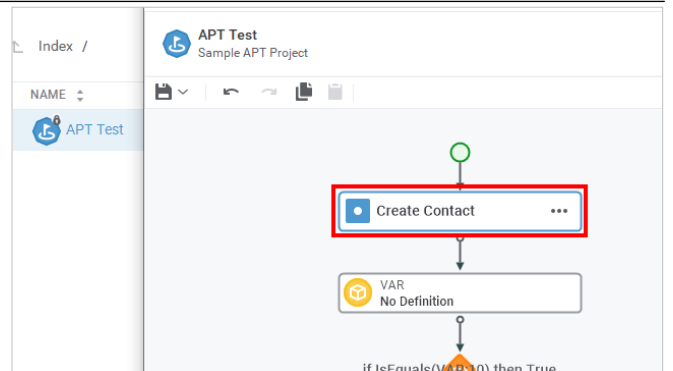 Index /
NAME
APT Test
APT Test
Sample APT Project
Create Contact
VAR
No Definition
if IsEquals(VAR:10) then True